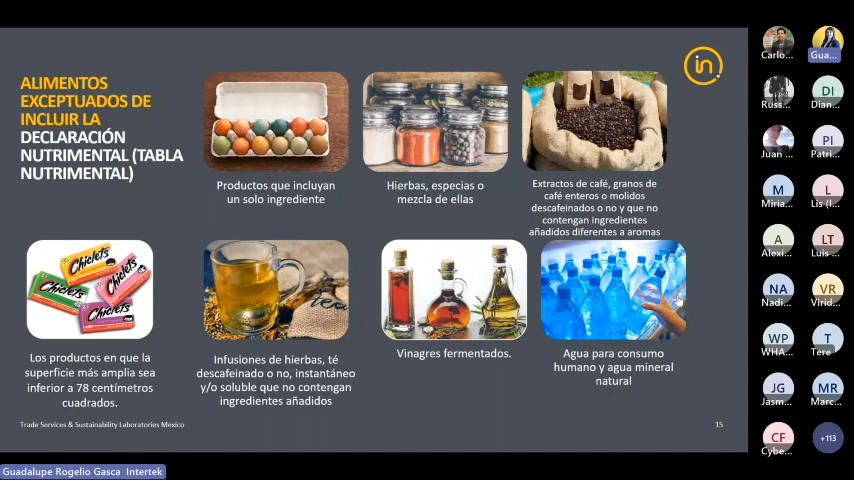 ALIMENTOS
EXCEPTUADOS DE
INCLUIR LA
DECLARACIÓN
NUTRIMENTAL (TABLA
NUTRIMENTAL)
in
Productos que incluyan
un solo ingrediente
Hierbas, especias o
mezcla de ellas
Extractos de café, granos de
café enteros o molidos
descafeinados o no y que no
contengan ingredientes
añadidos diferentes a aromas
Chiclets
Chiclets
Chiclets
Chiclets
Los productos en que la
superficie más amplia sea
inferior a 78 centímetros
cuadrados.
tea
Infusiones de hierbas, té
descafeinado o no, instantáneo
y/o soluble que no contengan
ingredientes añadidos
Vinagres fermentados.
Agua para consumo
humano y agua mineral
natural
Trade Services & Sustainability Laboratories Mexico
15
Carlo...
Gua...
Russ...
DI
Dian...
Juan ...
PI
Patri...
M
Miria...
L
Lis (I...
A
Alexi...
LT
Luis ...
NA
Nadi...
VR
Virid...
WP
WHA...
T
Tere
JG
Jasm...
MR
Marc...
CF
Cybe...
+113
Guadalupe Rogelio Gasca Intertek